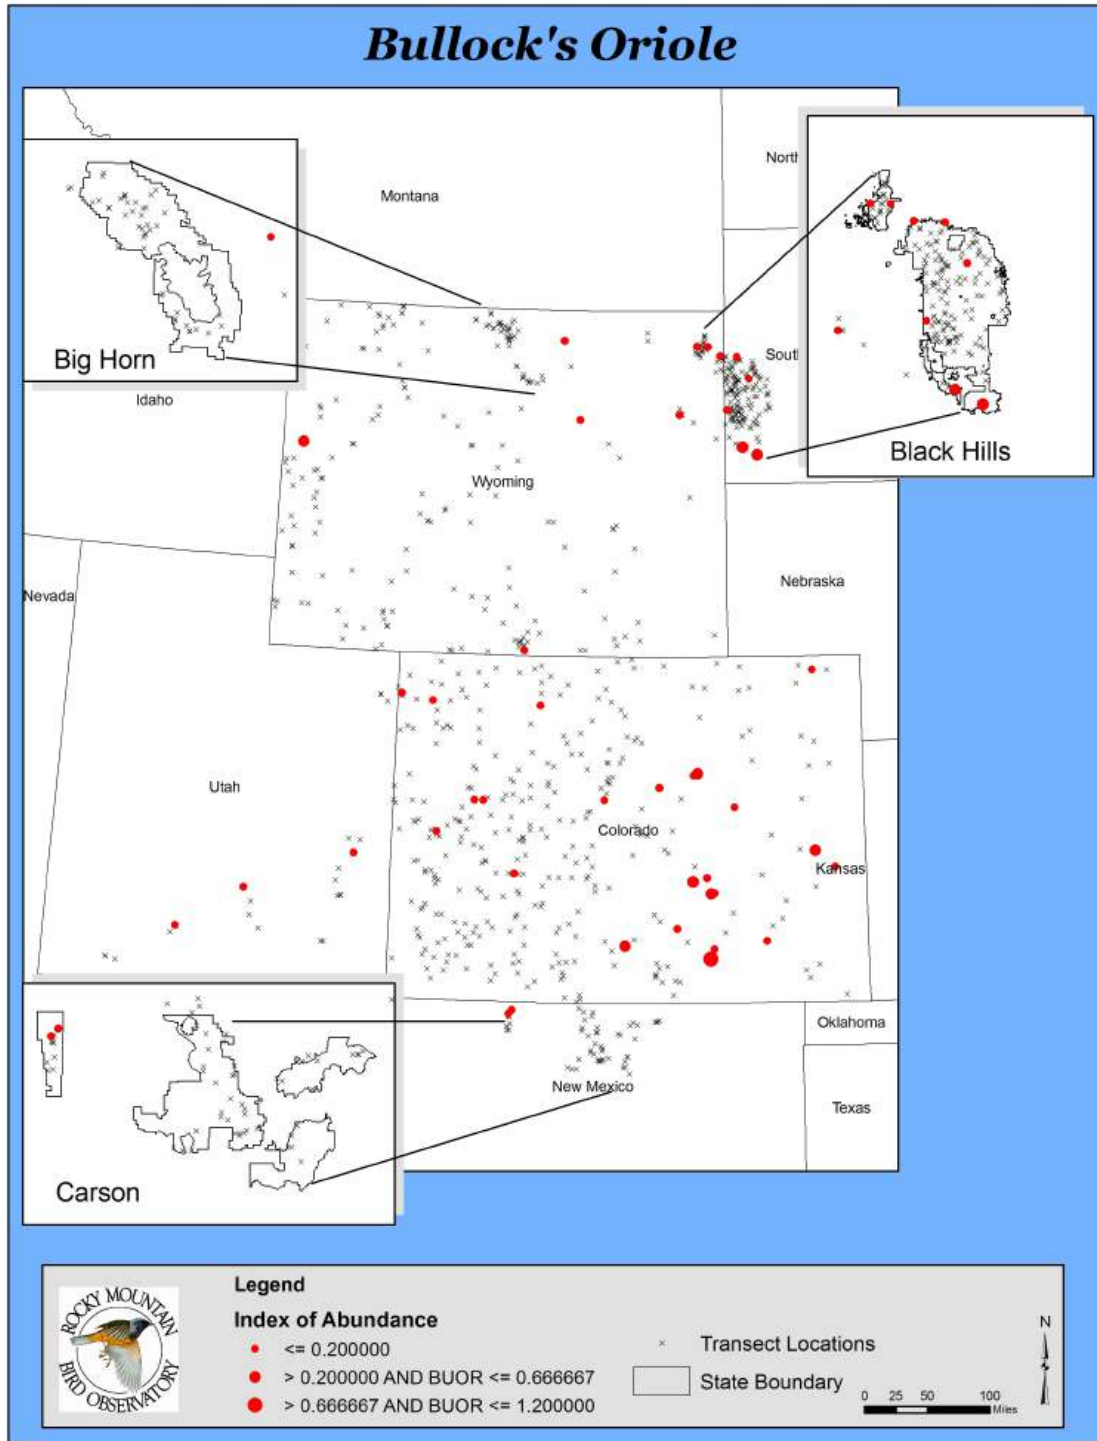 Bullock's Oriole
Montana
North
Big Horn
South
Idaho
Black Hills
Wyoming
Nebraska
Nevada
Utah
Colorado
Kansas
Oklahoma
New Mexico
Texas
Carson
Legend
Index of Abundance
<= 0.200000
> 0.200000 AND BUOR <= 0.666667
> 0.666667 AND BUOR <= 1.200000
Transect Locations
State Boundary
N
0 25 50 100
Miles
ROCKY MOUNTAIN
BIRD OBSERVATORY